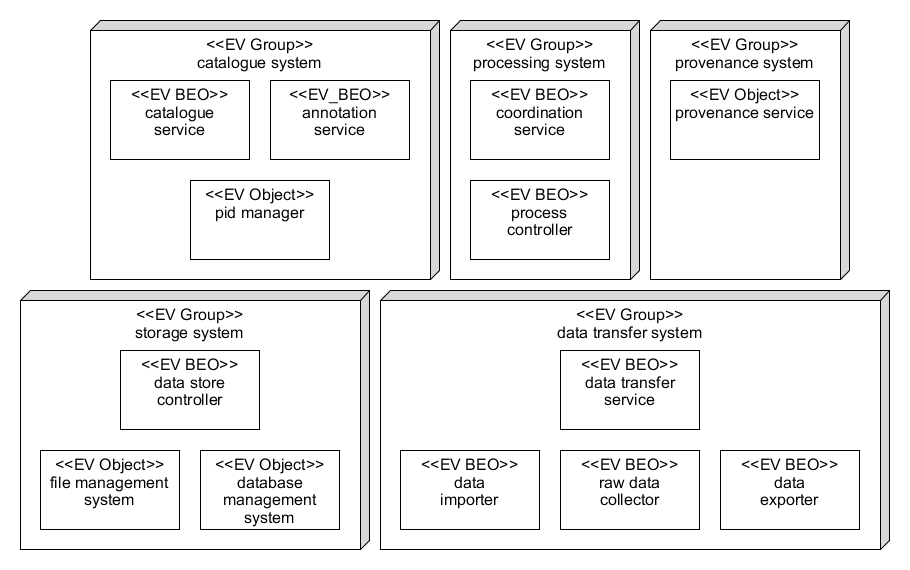 <<EV Group>>
catalogue system
<<EV BEO>>
catalogue
service
<<EV_BEO>>
annotation
service
<<EV Object>>
pid manager
<<EV Group>>
processing system
<<EV BEO>>
coordination
service
<<EV BEO>>
process
controller
<<EV Group>>
provenance system
<<EV Object>>
provenance service
<<EV Group>>
storage system
<<EV BEO>>
data store
controller
<<EV Object>>
file management
system
<<EV Object>>
database
management
system
<<EV Group>>
data transfer system
<<EV BEO>>
data transfer
service
<<EV BEO>>
data
importer
<<EV BEO>>
raw data
collector
<<EV BEO>>
data
exporter